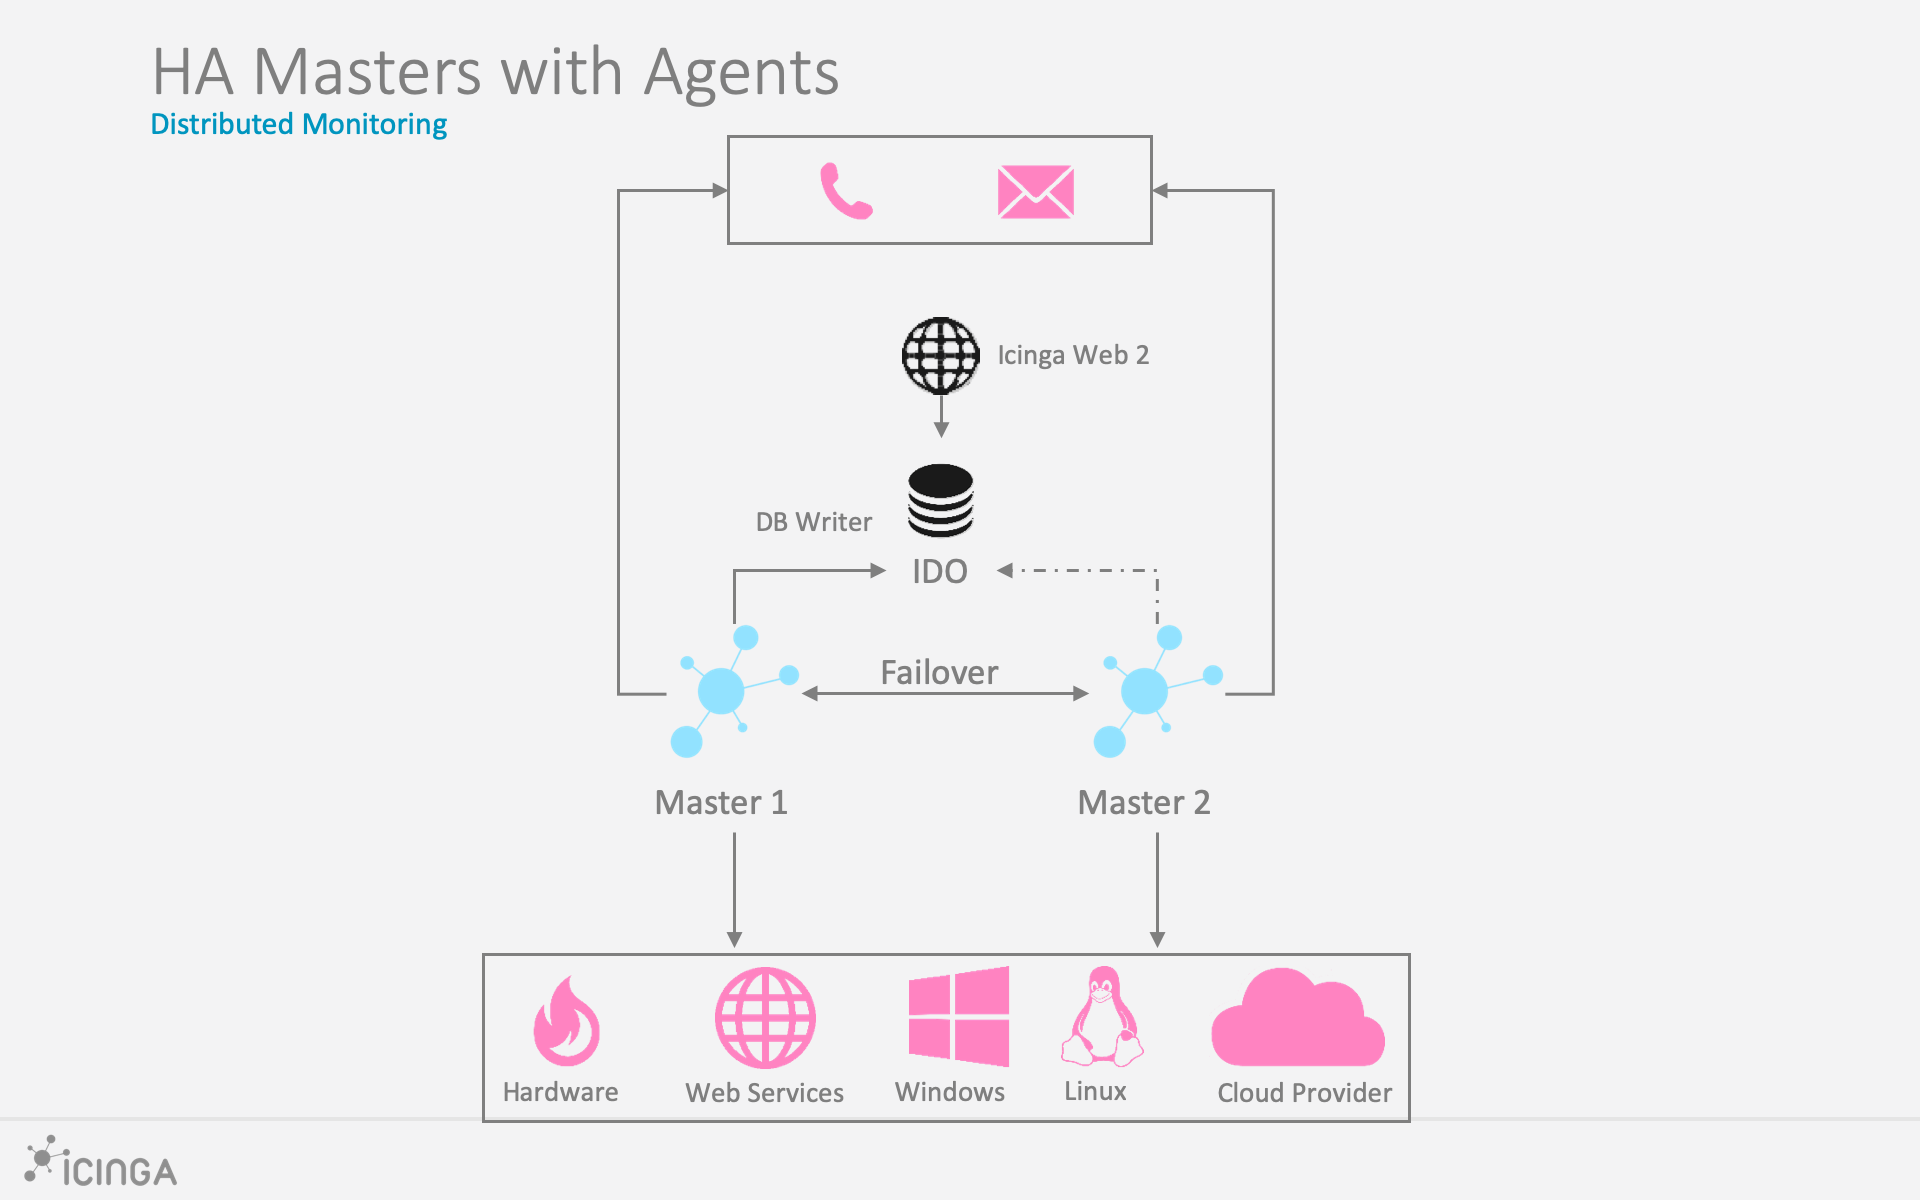 HA Masters with Agents
Distributed Monitoring
Icinga Web 2
DB Writer
IDO
Failover
Master 1
Master 2
Hardware
Web Services
Windows
Linux
Cloud Provider
ICINGA